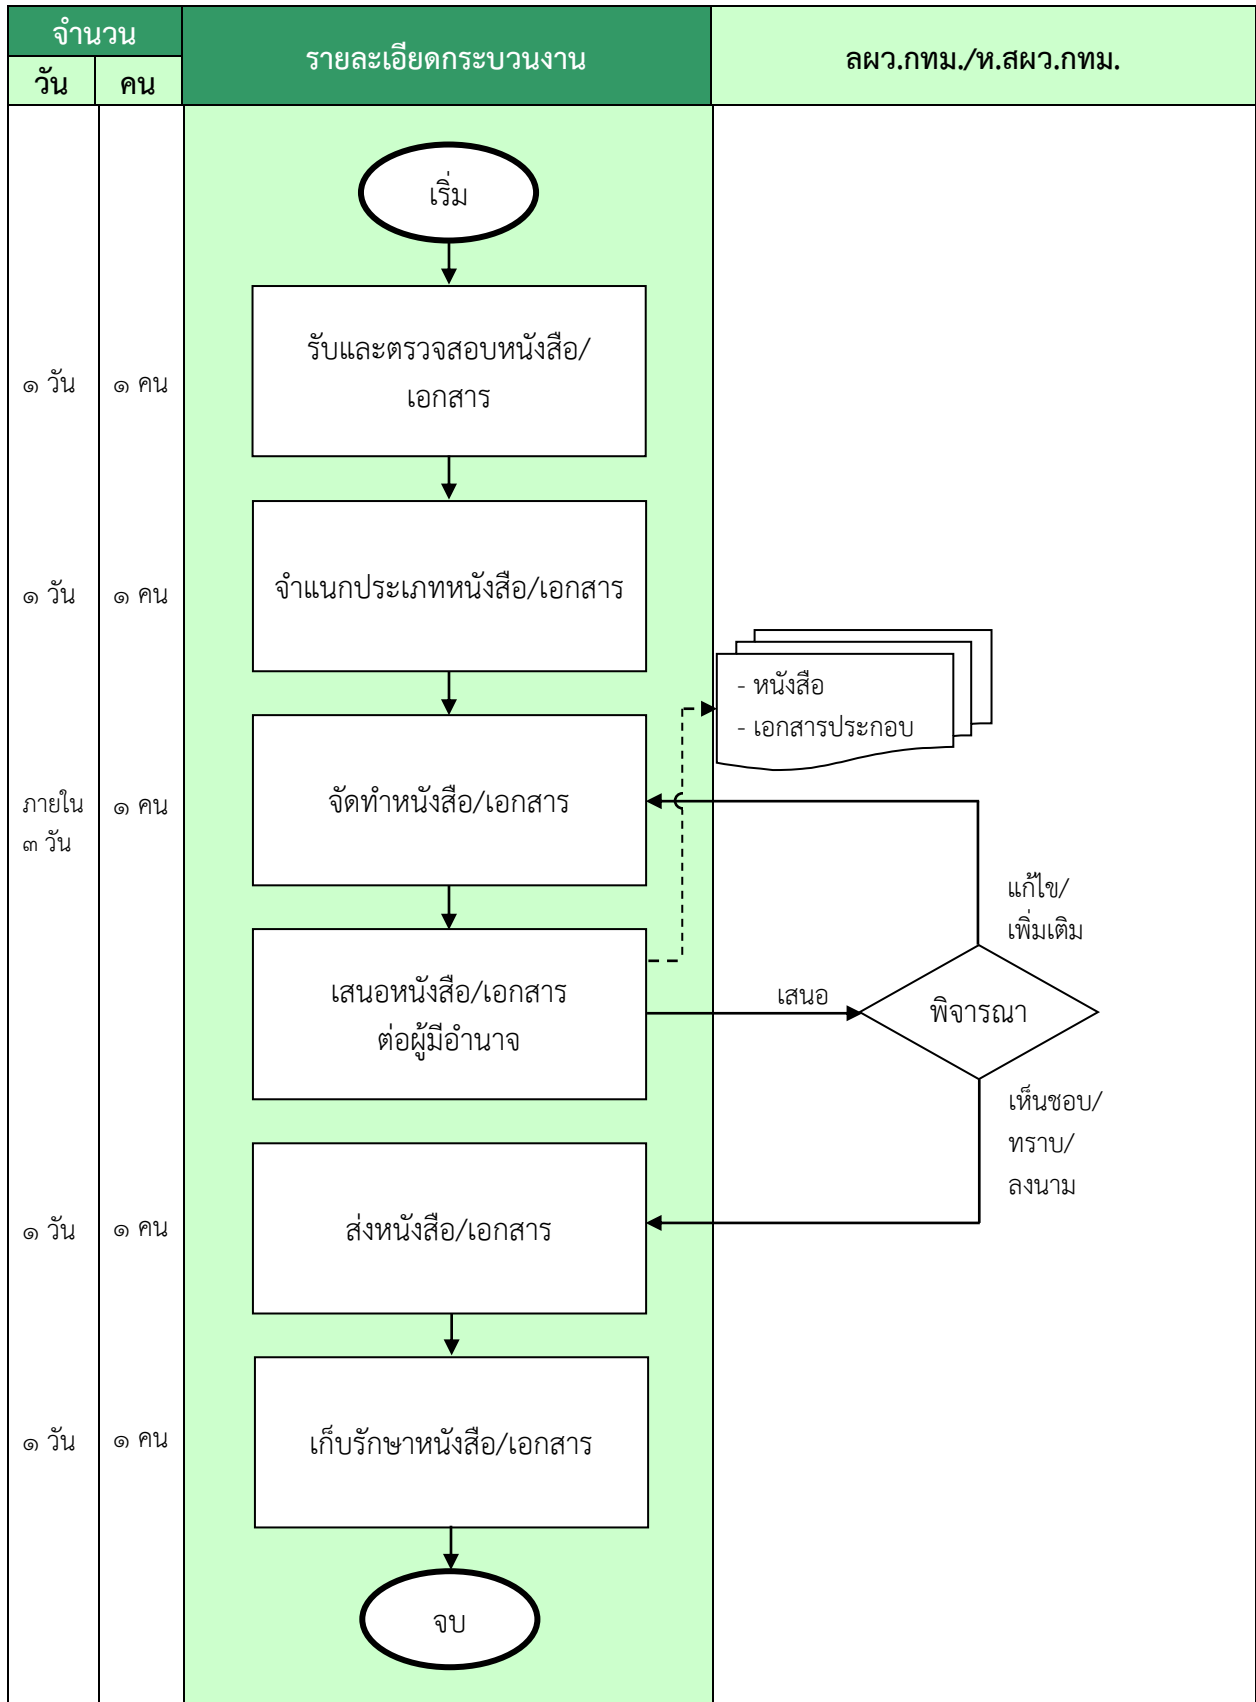 จำนวน
วัน
คน
รายละเอียดกระบวนงาน
ลผว.กทม./ห.สผว.กทม.
เริ่ม
รับและตรวจสอบหนังสือ/
เอกสาร
๑ วัน
๑ คน
จำแนกประเภทหนังสือ/เอกสาร
๑ วัน
๑ คน
- หนังสือ
- เอกสารประกอบ
จัดทำหนังสือ/เอกสาร
ภายใน
๓ วัน
๑ คน
แก้ไข/
เพิ่มเติม
เสนอหนังสือ/เอกสาร
ต่อผู้มีอำนาจ
เสนอ
พิจารณา
เห็นชอบ/
ทราบ/
ลงนาม
ส่งหนังสือ/เอกสาร
๑ วัน
๑ คน
เก็บรักษาหนังสือ/เอกสาร
๑ วัน
๑ คน
จบ